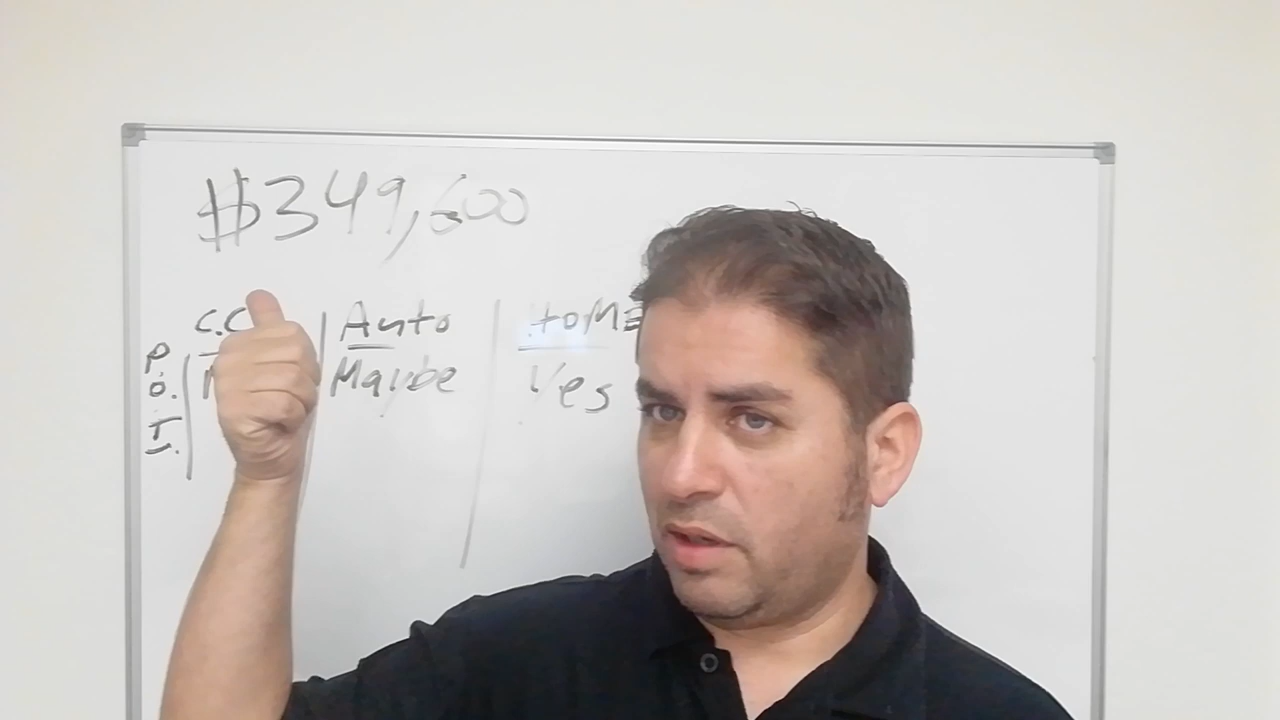 $349,600
C.C | Auto | HOME
Maybe | Yes
P.
O.
I.